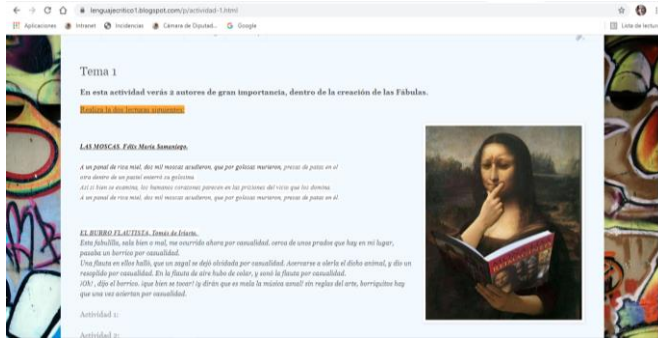 lenguajecritico1.blogspot.com/p/actividad-1.html
Aplicaciones Intranet Incidencias Cámara de Diputad... Google Lista de lectur
Tema 1
En esta actividad verás 2 autores de gran importancia, dentro de la creación de las Fábulas.
Realiza la dos lecturas siguientes:
LAS MOSCAS. Félix María Samaniego.
A un panal de rica miel, dos mil moscas acudieron, que por golosas murieron, presas de patas en el
otra dentro de un pastel enterró su golosina.
Así si bien se examina, los humanos corazones perecen en las prisiones del vicio que los domina.
A un panal de rica miel, dos mil moscas acudieron, que por golosas murieron, presas de patas en él.
EL BURRO FLAUTISTA. Tomás de Iriarte.
Esta fabulilla, sala bien o mal, me ocurrido ahora por casualidad. cerca de unos prados que hay en mi lugar,
pasaba un borrico por casualidad.
Una flauta en ellos halló, que un zagal se dejó olvidada por casualidad. Acercarse a olerla el dicho animal, y dio un
resoplido por casualidad. En la flauta de aire hubo de colar, y sonó la flauta por casualidad.
¡OH! , dijo el borrico. ¡que bien se tocar! ¡y dirán que es mala la música asnal! sin reglas del arte, borriquitos hay
que una vez aciertan por casualidad.
Actividad 1:
Actividad 2: